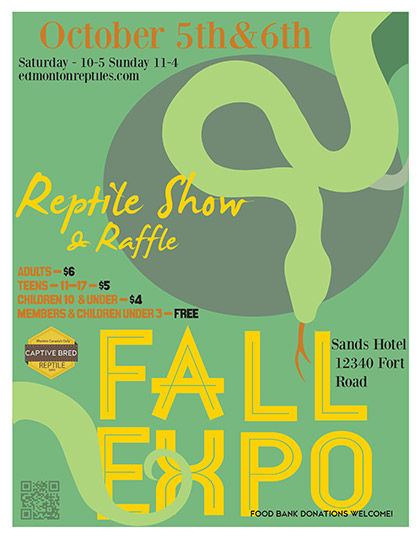 October 5th&6th
Saturday - 10-5 Sunday 11-4
edmontonreptiles.com
Reptile Show
& Raffle
ADULTS - $6
TEENS - 11-17 - $5
CHILDREN 10 & UNDER - $4
MEMBERS & CHILDREN UNDER 3 - FREE
CAPTIVE BRED
REPTILE
Sands Hotel
12340 Fort
Road
FALL
EXPO
FOOD BANK DONATIONS WELCOME!